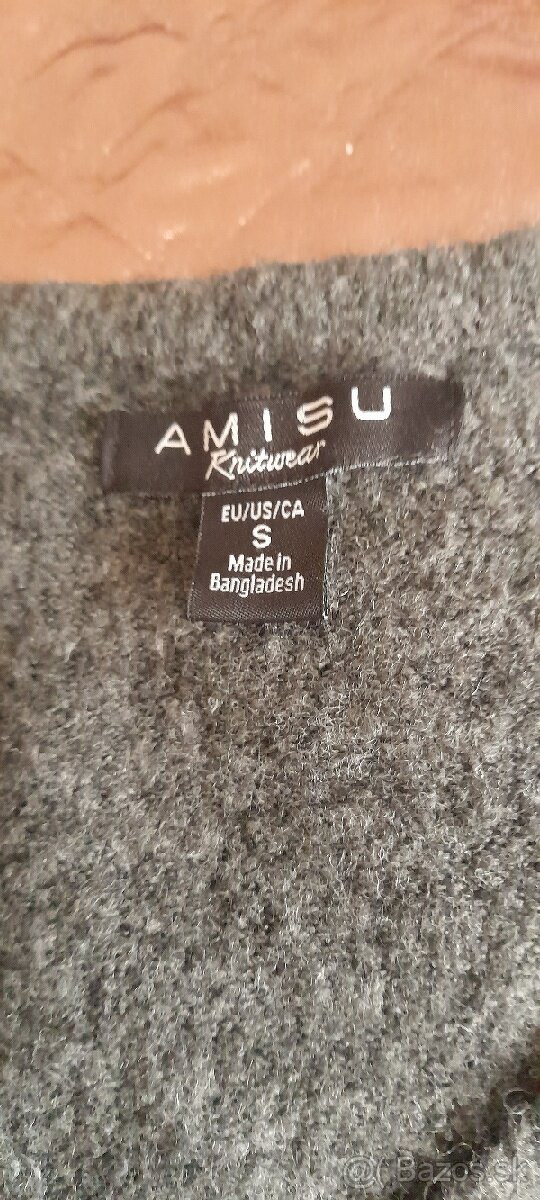 AMISU
Knitwear
EU/US/CA
S
Made in
Bangladesh
© Bazos.sk